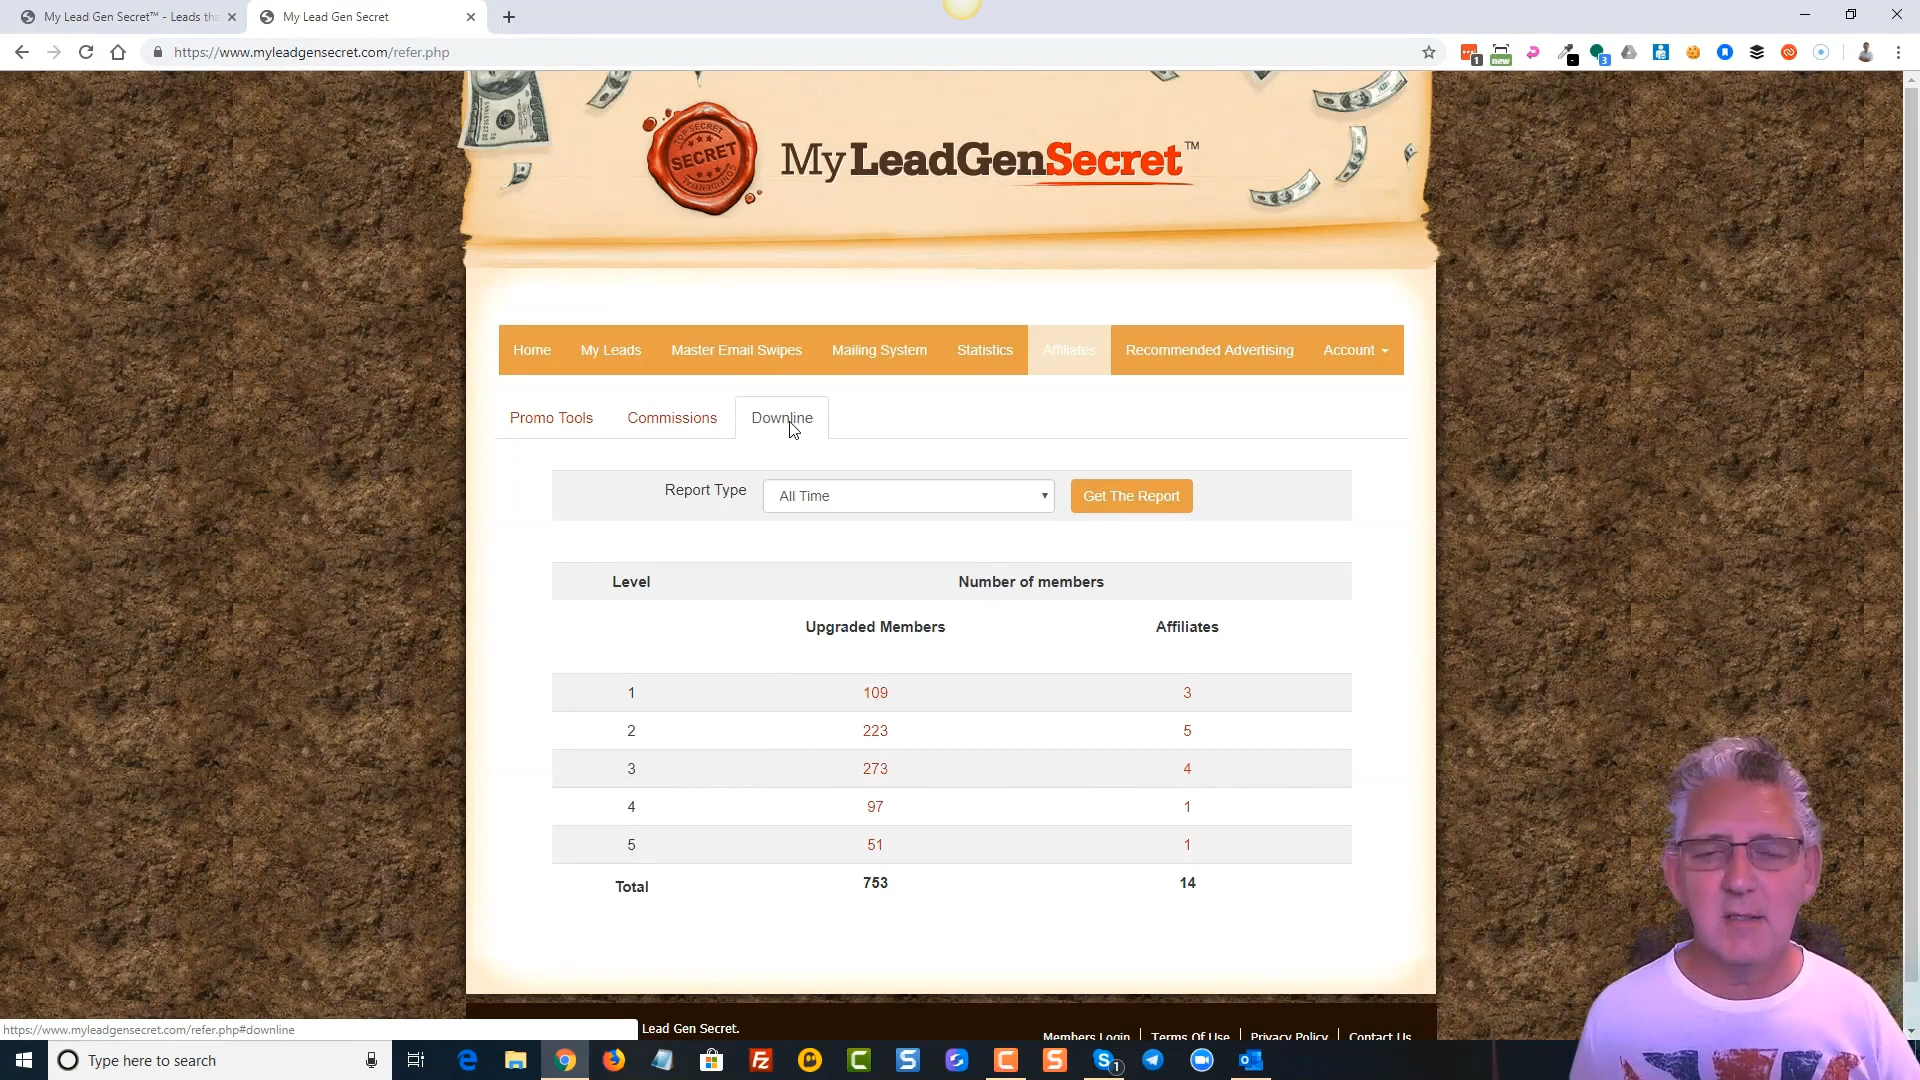 My Lead Gen Secret™ - Leads tha
My Lead Gen Secret
https://www.myleadgensecret.com/refer.php
TOP SECRET
SECRET
CONFIDENTIAL
MyLeadGenSecret™
Home
My Leads
Master Email Swipes
Mailing System
Statistics
Affiliates
Recommended Advertising
Account
Promo Tools
Commissions
Downline
Report Type
All Time
Get The Report
Level
Number of members
Upgraded Members
Affiliates
1 109 3
2 223 5
3 273 4
4 97 1
5 51 1
Total 753 14
https://www.myleadgensecret.com/refer.php#downline
Lead Gen Secret.
Members Login
Terms Of Use
Privacy Policy
Contact Us
Type here to search